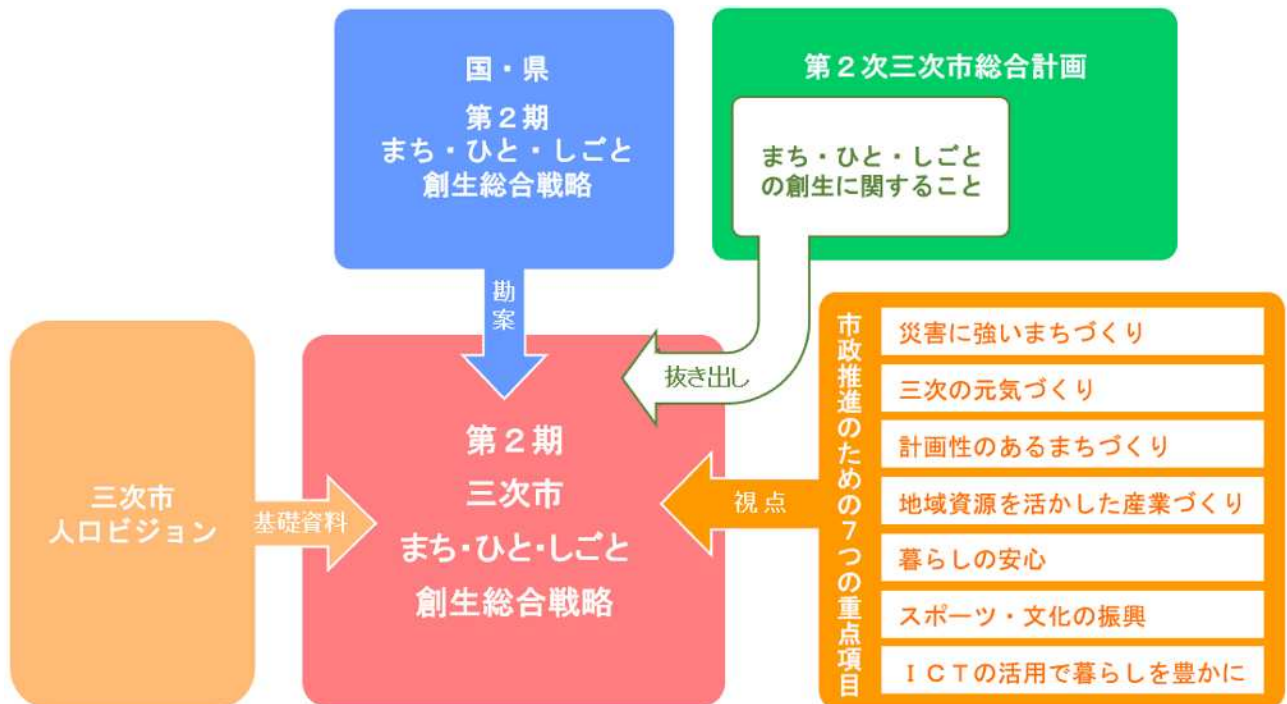 国・県
第２期
まち・ひと・しごと
創生総合戦略
第２次三次市総合計画
まち・ひと・しごと
の創生に関すること
勘案
抜き出し
三次市
人口ビジョン
基礎資料
第２期
三次市
まち・ひと・しごと
創生総合戦略
視点
市政推進のための７つの重点項目
災害に強いまちづくり
三次の元気づくり
計画性のあるまちづくり
地域資源を活かした産業づくり
暮らしの安心
スポーツ・文化の振興
ＩＣＴの活用で暮らしを豊かに